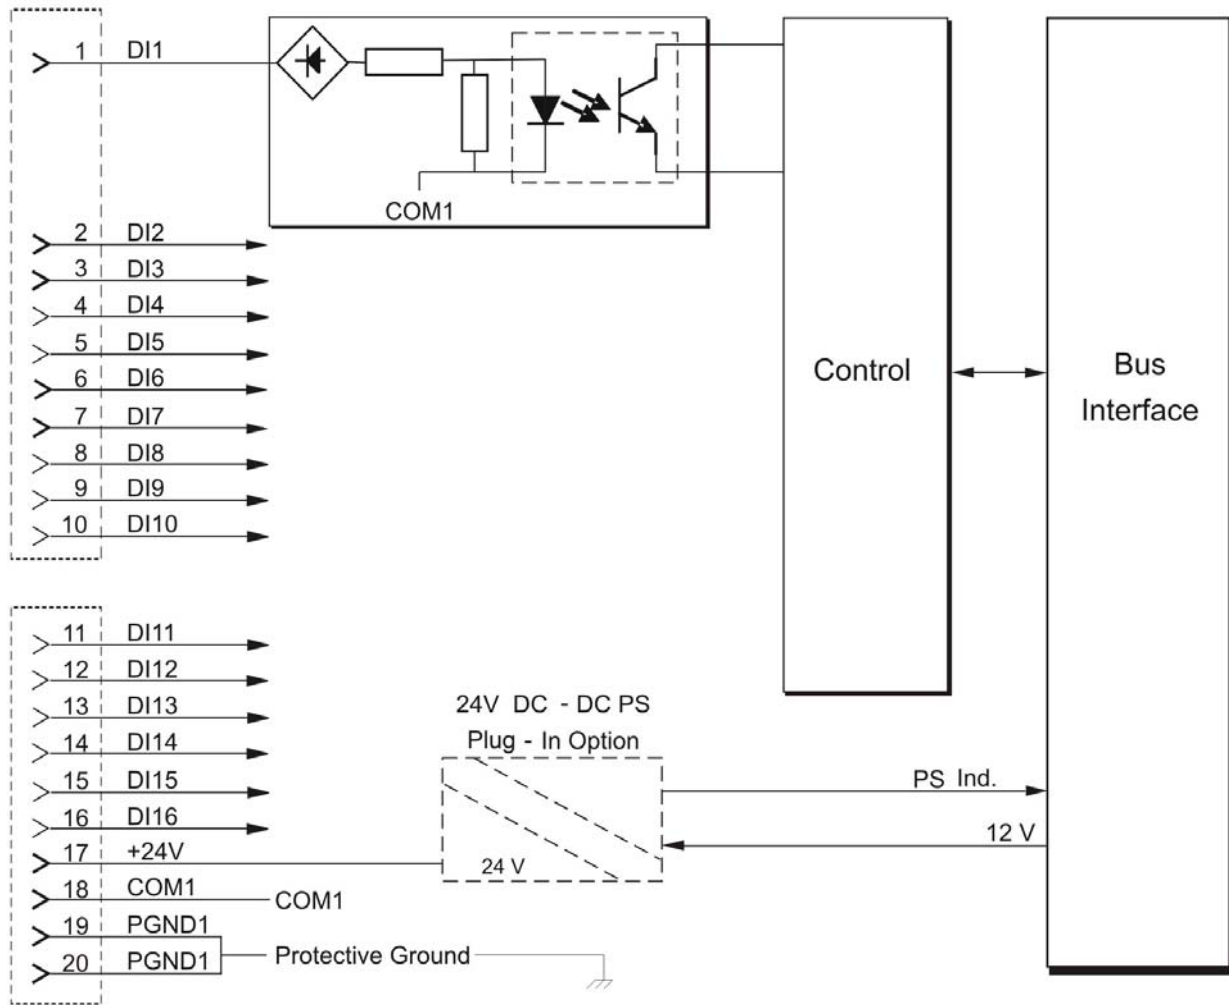 1 DI1
COM1
2 DI2
3 DI3
4 DI4
5 DI5
6 DI6
7 DI7
8 DI8
9 DI9
10 DI10
Control
Bus
Interface
11 DI11
12 DI12
13 DI13
14 DI14
15 DI15
16 DI16
17 +24V
18 COM1 COM1
19 PGND1
20 PGND1
Protective Ground
24V DC - DC PS
Plug - In Option
24 V
PS Ind.
12 V